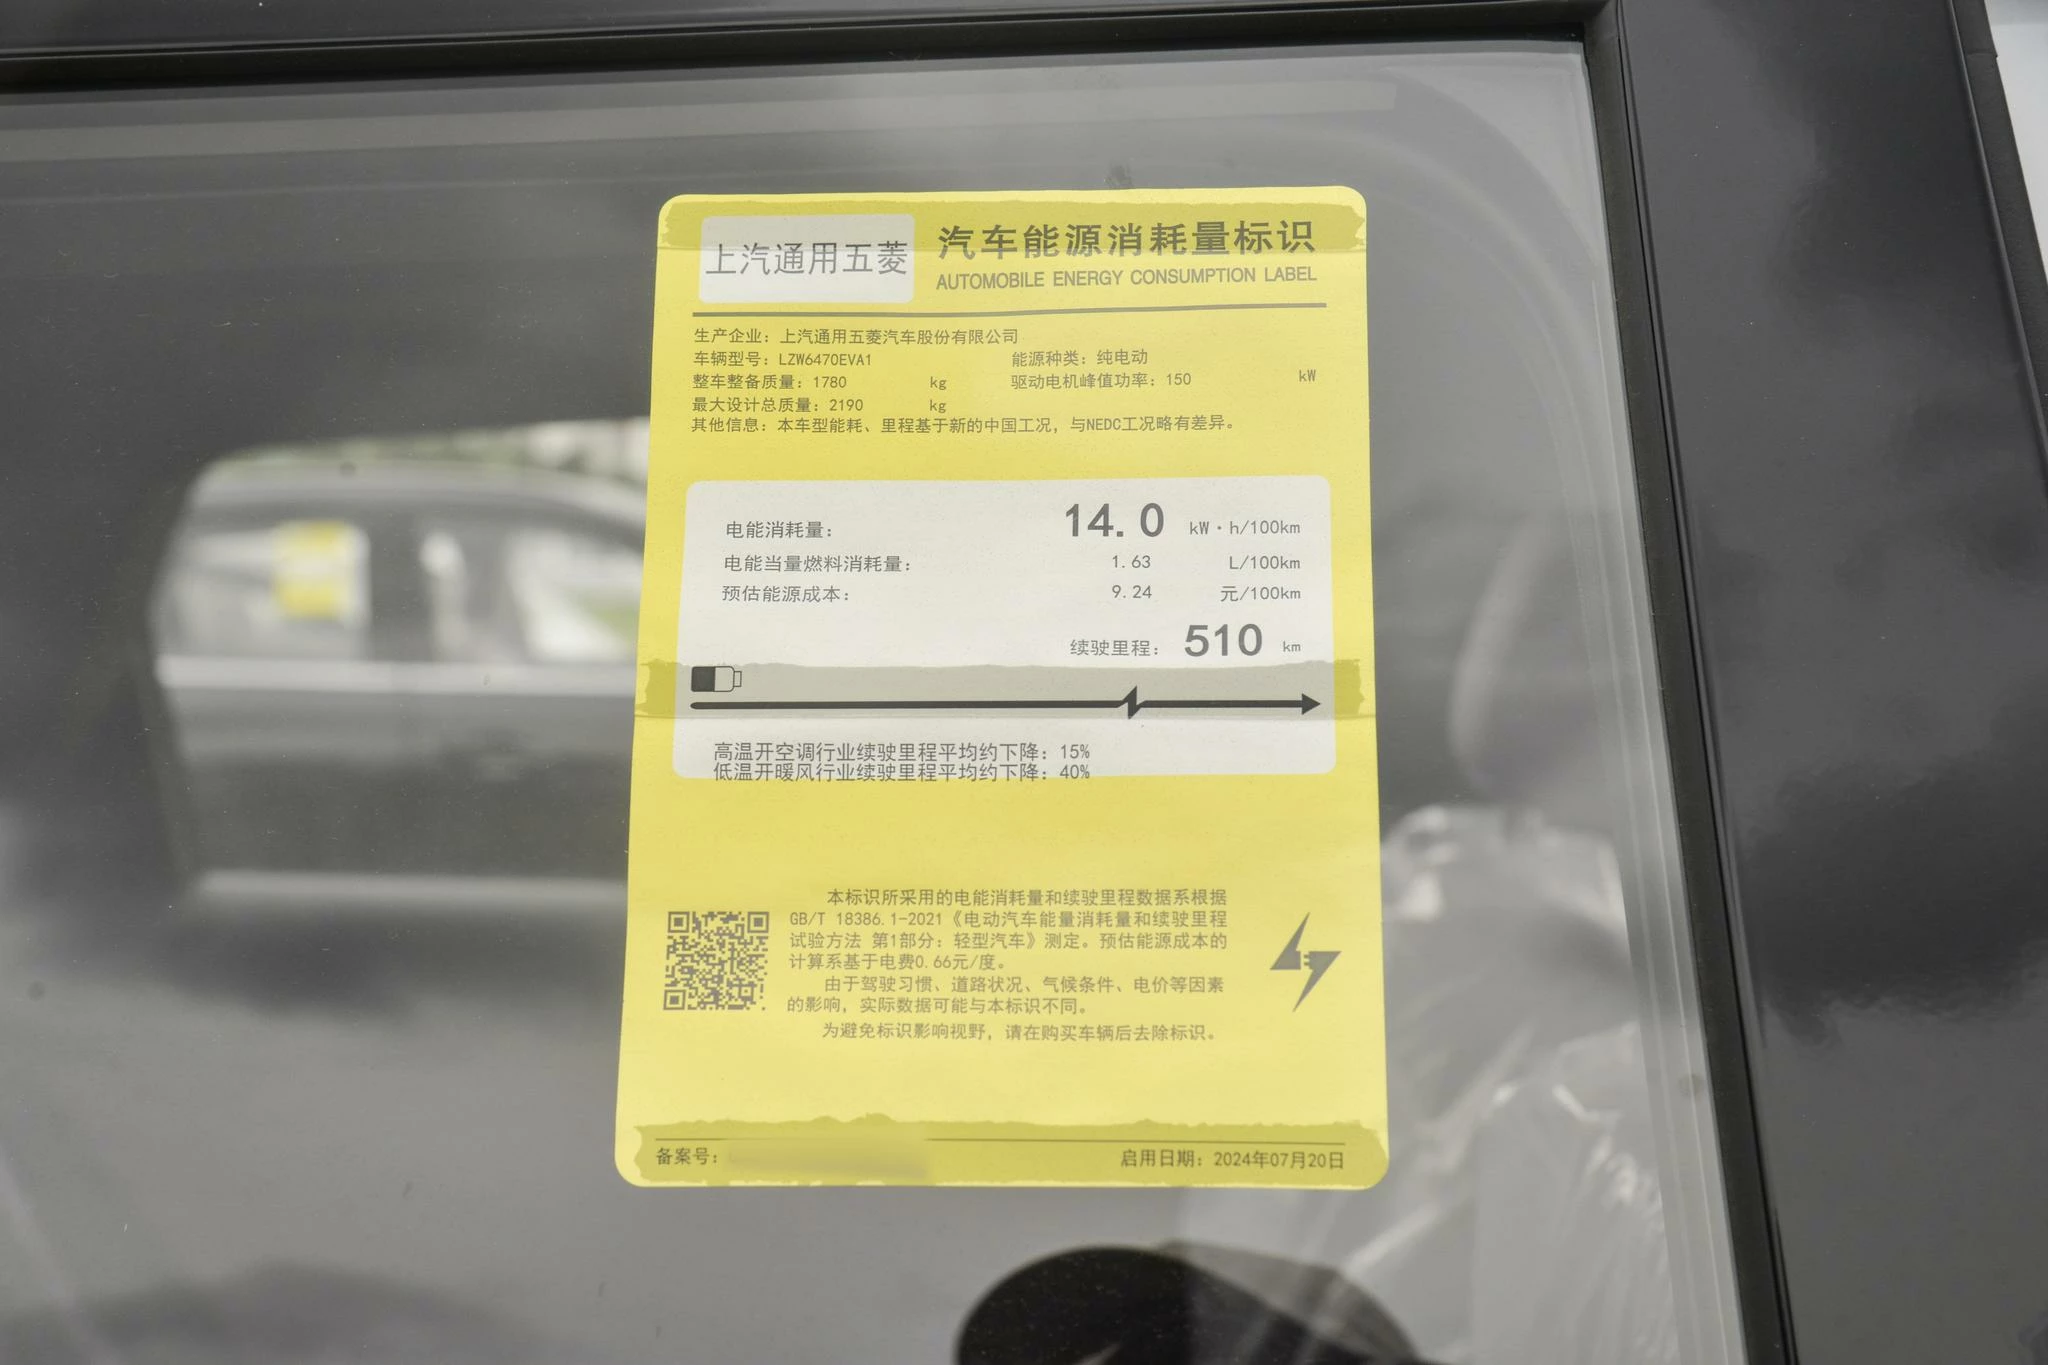 上汽通用五菱
汽车能源消耗量标识
AUTOMOBILE ENERGY CONSUMPTION LABEL
生产企业：上汽通用五菱汽车股份有限公司
车辆型号：LZW6470EVA1 能源种类：纯电动
整车整备质量：1780 kg 驱动电机峰值功率：150 kW
最大设计总质量：2190 kg
其他信息：本车型能耗、里程基于新的中国工况，与NEDC工况略有差异。
电能消耗量： 14.0 kW·h/100km
电能当量燃料消耗量： 1.63 L/100km
预估能源成本： 9.24 元/100km
续驶里程： 510 km
高温开空调行业续驶里程平均约下降：15%
低温开暖风行业续驶里程平均约下降：40%
本标识所采用的电能消耗量和续驶里程数据系根据
GB/T 18386.1-2021《电动汽车能量消耗量和续驶里程
试验方法 第1部分：轻型汽车》测定。预估能源成本的
计算系基于电费0.66元/度。
由于驾驶习惯、道路状况、气候条件、电价等因素
的影响，实际数据可能与本标识不同。
为避免标识影响视野，请在购买车辆后去除标识。
备案号： 启用日期：2024年07月20日